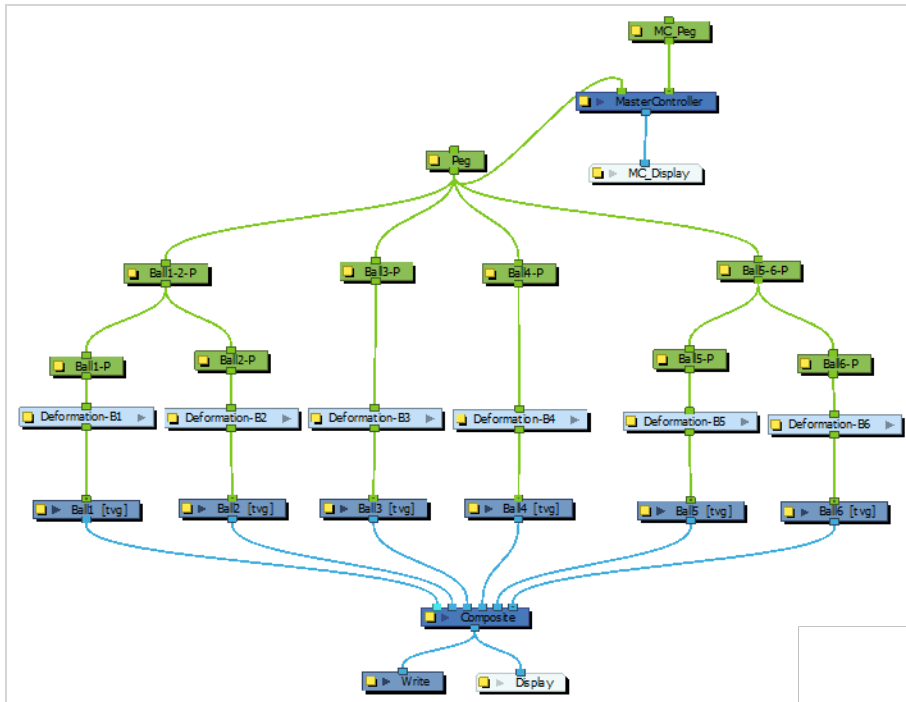 MC_Peg
MasterController
Peg
MC_Display
Ball1-2-P
Ball3-P
Ball4-P
Ball5-6-P
Ball1-P
Ball2-P
Ball5-P
Ball6-P
Deformation-B1
Deformation-B2
Deformation-B3
Deformation-B4
Deformation-B5
Deformation-B6
Ball1 [tvg]
Ball2 [tvg]
Ball3 [tvg]
Ball4 [tvg]
Ball5 [tvg]
Ball6 [tvg]
Composite
Write
Display